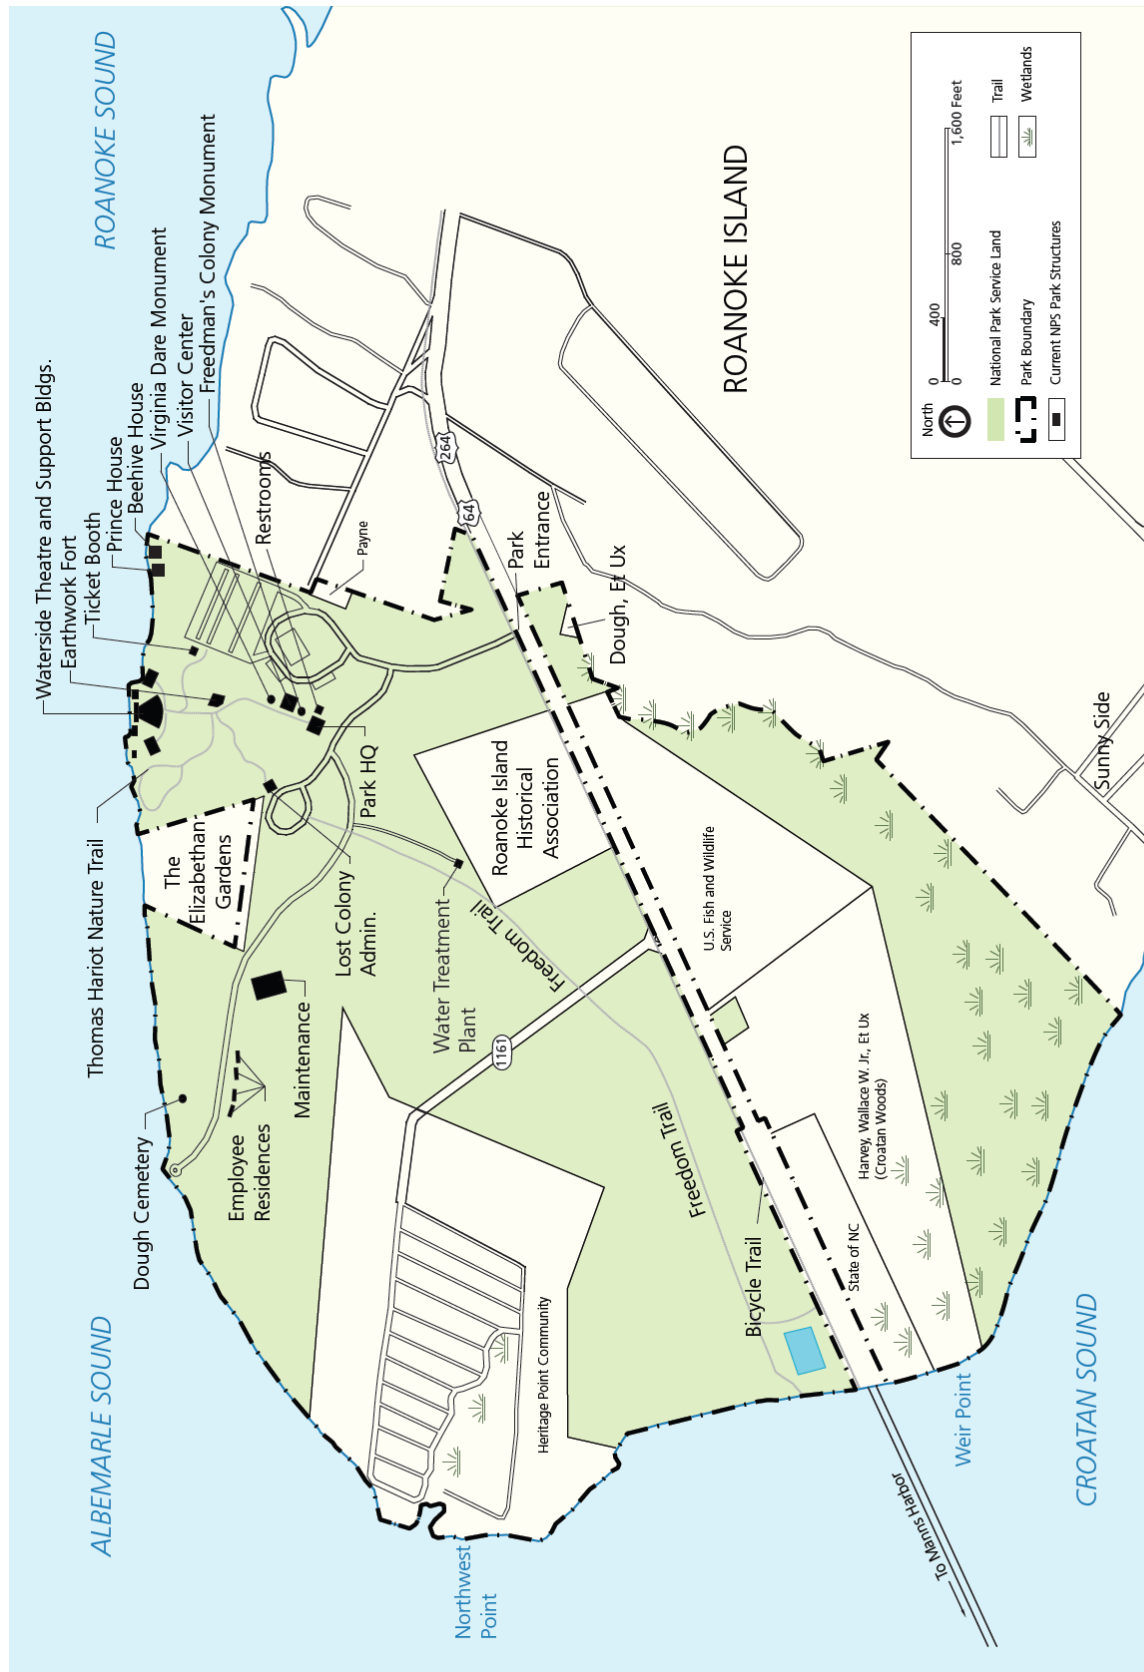 ALBEMARLE SOUND
ROANOKE SOUND
Waterside Theatre and Support Bldgs.
Earthwork Fort
Ticket Booth
Prince House
Beehive House
Virginia Dare Monument
Visitor Center
Freedman's Colony Monument
Restrooms
Thomas Hariot Nature Trail
Dough Cemetery
The
Elizabethan
Gardens
Employee
Residences
Maintenance
Lost Colony
Admin.
Park HQ
Payne
Water Treatment
Plant
Freedom Trail
1161
264
64
Park
Entrance
Roanoke Island
Historical
Association
Dough, Et Ux
Northwest
Point
Heritage Point Community
Freedom Trail
Bicycle Trail
U.S. Fish and Wildlife
Service
ROANOKE ISLAND
State of NC
Harvey, Wallace W. Jr., Et Ux
(Croatan Woods)
To Manns Harbor
Weir Point
Sunny Side
CROATAN SOUND
North
0
400
0
800
1,600 Feet
National Park Service Land
Trail
Park Boundary
Wetlands
Current NPS Park Structures